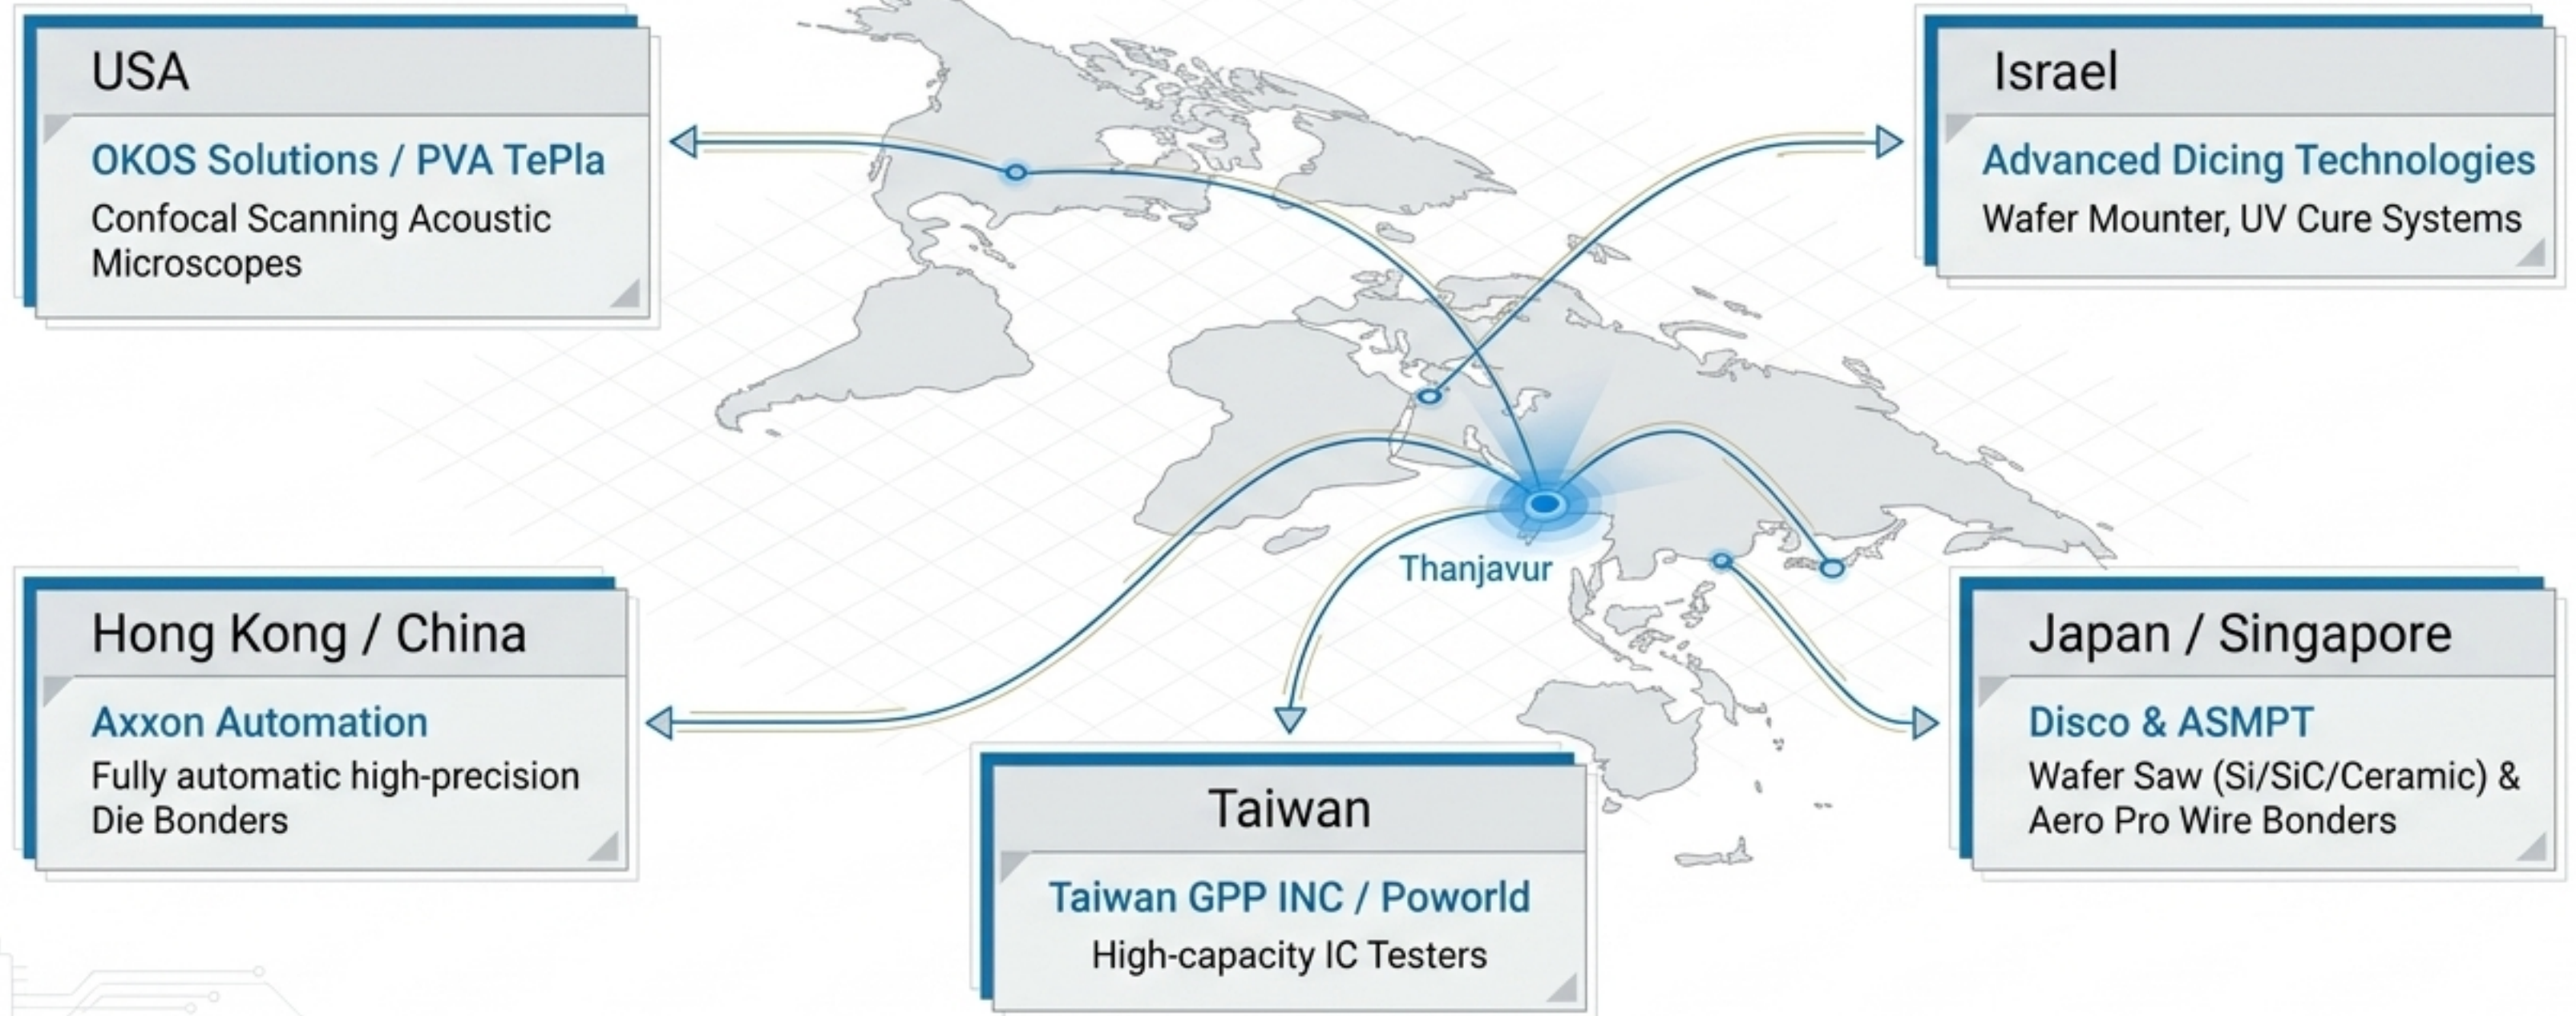 USA
OKOS Solutions / PVA TePla
Confocal Scanning Acoustic
Microscopes
Israel
Advanced Dicing Technologies
Wafer Mounter, UV Cure Systems
Thanjavur
Hong Kong / China
Axxon Automation
Fully automatic high-precision
Die Bonders
Taiwan
Taiwan GPP INC / Poworld
High-capacity IC Testers
Japan / Singapore
Disco & ASMPT
Wafer Saw (Si/SiC/Ceramic) &
Aero Pro Wire Bonders